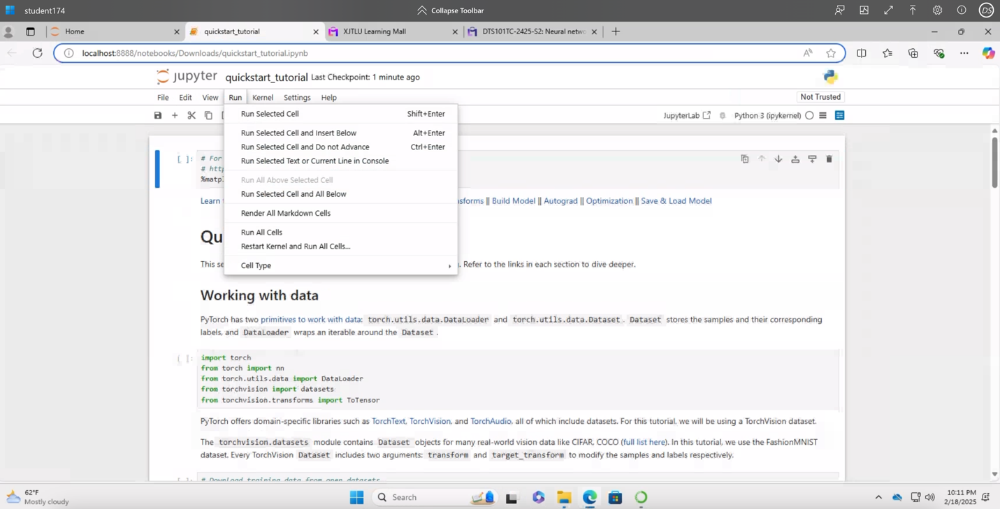 student174
Collapse Toolbar
DS
Home
quickstart_tutorial
XJTLU Learning Mall
DTS101TC-2425-S2: Neural netwo
localhost:8888/notebooks/Downloads/quickstart_tutorial.ipynb
jupyter quickstart_tutorial Last Checkpoint: 1 minute ago
File Edit View Run Kernel Settings Help
Not Trusted
JupyterLab
Python 3 (ipykernel)
Run Selected Cell Shift+Enter
Run Selected Cell and Insert Below Alt+Enter
Run Selected Cell and Do not Advance Ctrl+Enter
Run Selected Text or Current Line in Console
Run All Above Selected Cell
Run Selected Cell and All Below
Render All Markdown Cells
Run All Cells
Restart Kernel and Run All Cells...
Cell Type
[ ]: # For
# htt
%matp
Learn || Build Model || Autograd || Optimization || Save & Load Model
Qu
This se . Refer to the links in each section to dive deeper.
Working with data
PyTorch has two primitives to work with data: torch.utils.data.DataLoader and torch.utils.data.Dataset. Dataset stores the samples and their corresponding
labels, and DataLoader wraps an iterable around the Dataset.
[ ]: import torch
from torch import nn
from torch.utils.data import DataLoader
from torchvision import datasets
from torchvision.transforms import ToTensor
PyTorch offers domain-specific libraries such as TorchText, TorchVision, and TorchAudio, all of which include datasets. For this tutorial, we will be using a TorchVision dataset.
The torchvision.datasets module contains Dataset objects for many real-world vision data like CIFAR, COCO (full list here). In this tutorial, we use the FashionMNIST
dataset. Every TorchVision Dataset includes two arguments: transform and target_transform to modify the samples and labels respectively.
[ ]: # Download training data from open datasets.
62°F
Mostly cloudy
Search
10:11 PM
2/18/2025